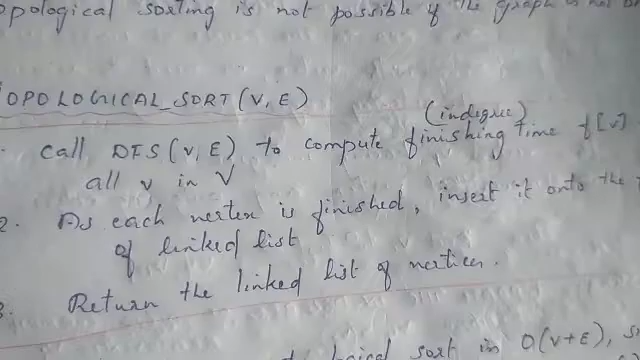 opological sorting is not possible if the graph is not
OPOLOGICAL_SORT (V, E)
(indegree)
call DFS (V, E) to compute finishing time f[v]
all v in V
2. As each vertex is finished, insert it onto the
of linked list
3. Return the linked list of vertices.
logical sort in O(V+E),